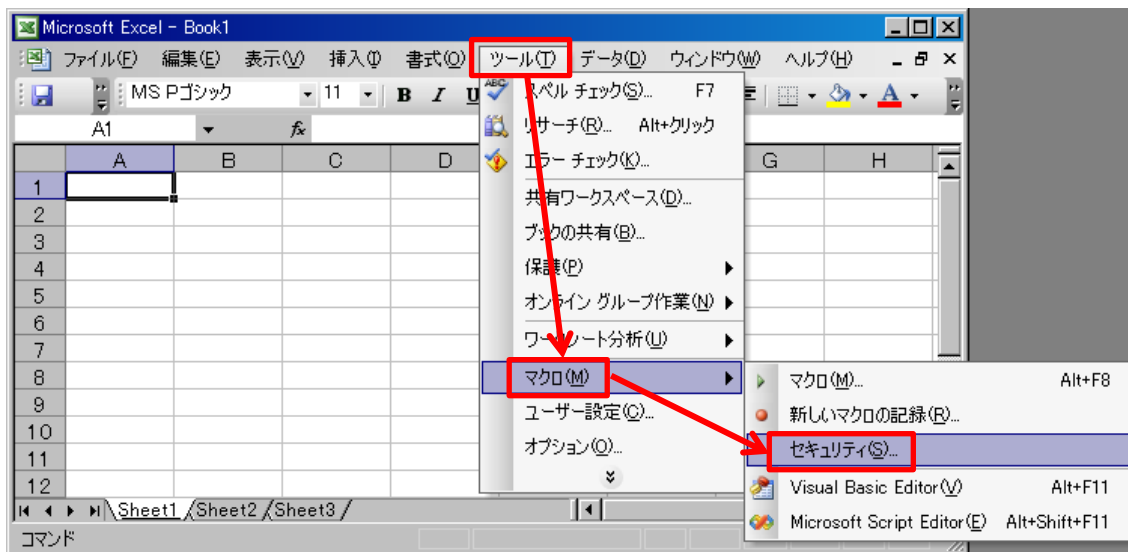 Microsoft Excel - Book1
ファイル(F) 編集(E) 表示(V) 挿入(I) 書式(O) ツール(T) データ(D) ウィンドウ(W) ヘルプ(H)
MS Pゴシック 11 B I U A
A1 fx
A B C D G H
1
2
3
4
5
6
7
8
9
10
11
12
ABC スペル チェック(S)... F7
リサーチ(R)... Alt+クリック
エラー チェック(K)...
共有ワークスペース(D)...
ブックの共有(B)...
保護(P)
オンライン グループ作業(N)
ワークシート分析(U)
マクロ(M)
ユーザー設定(C)...
オプション(O)...
マクロ(M)... Alt+F8
新しいマクロの記録(R)...
セキュリティ(S)...
Visual Basic Editor(V) Alt+F11
Microsoft Script Editor(E) Alt+Shift+F11
Sheet1 Sheet2 Sheet3
コマンド